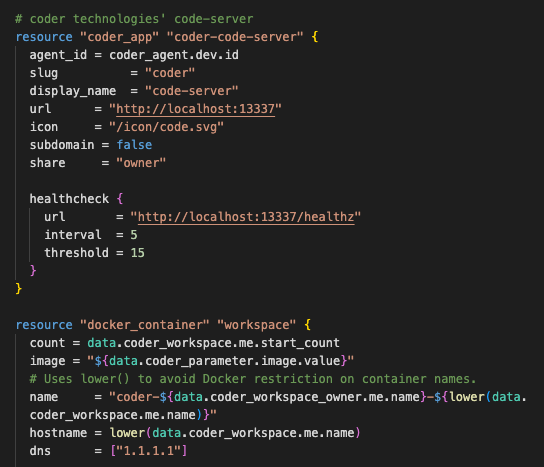 # coder technologies' code-server
resource "coder_app" "coder-code-server" {
  agent_id = coder_agent.dev.id
  slug          = "coder"
  display_name  = "code-server"
  url      = "http://localhost:13337"
  icon     = "/icon/code.svg"
  subdomain = false
  share     = "owner"

  healthcheck {
    url       = "http://localhost:13337/healthz"
    interval  = 5
    threshold = 15
  }
}

resource "docker_container" "workspace" {
  count = data.coder_workspace.me.start_count
  image = "${data.coder_parameter.image.value}"
  # Uses lower() to avoid Docker restriction on container names.
  name     = "coder-${data.coder_workspace_owner.me.name}-${lower(data.
  coder_workspace.me.name)}"
  hostname = lower(data.coder_workspace.me.name)
  dns      = ["1.1.1.1"]